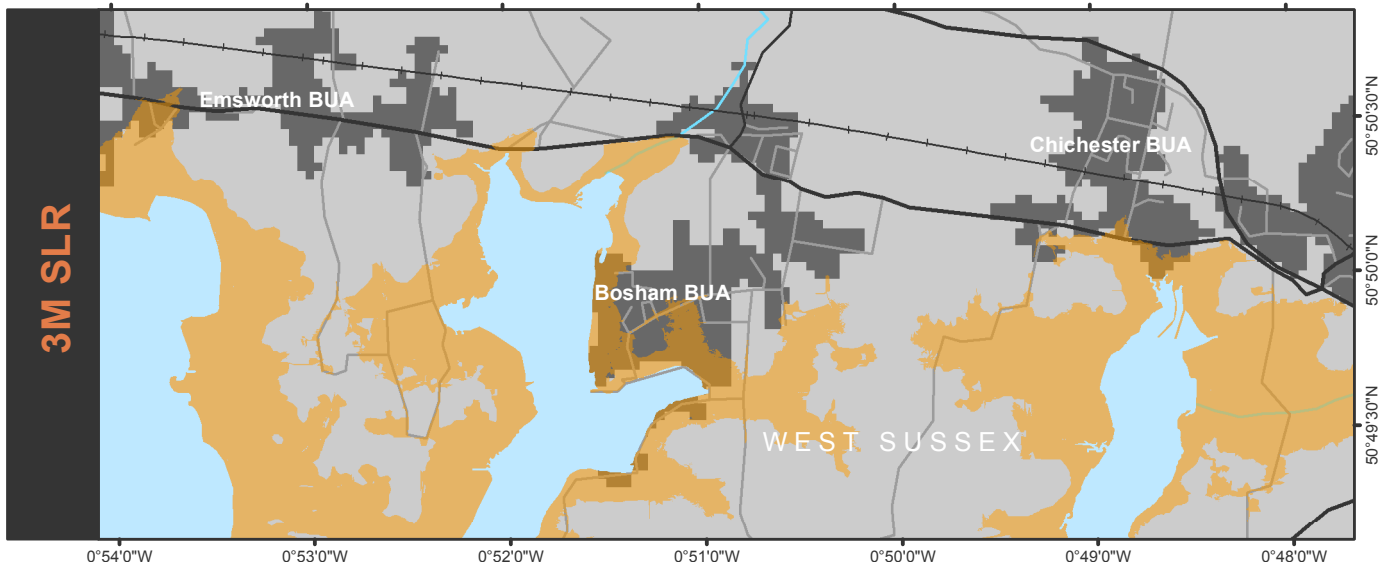 3M SLR
Emsworth BUA
Chichester BUA
Bosham BUA
WEST SUSSEX
50°50'30"N
50°50'0"N
50°49'30"N
0°54'0"W
0°53'0"W
0°52'0"W
0°51'0"W
0°50'0"W
0°49'0"W
0°48'0"W